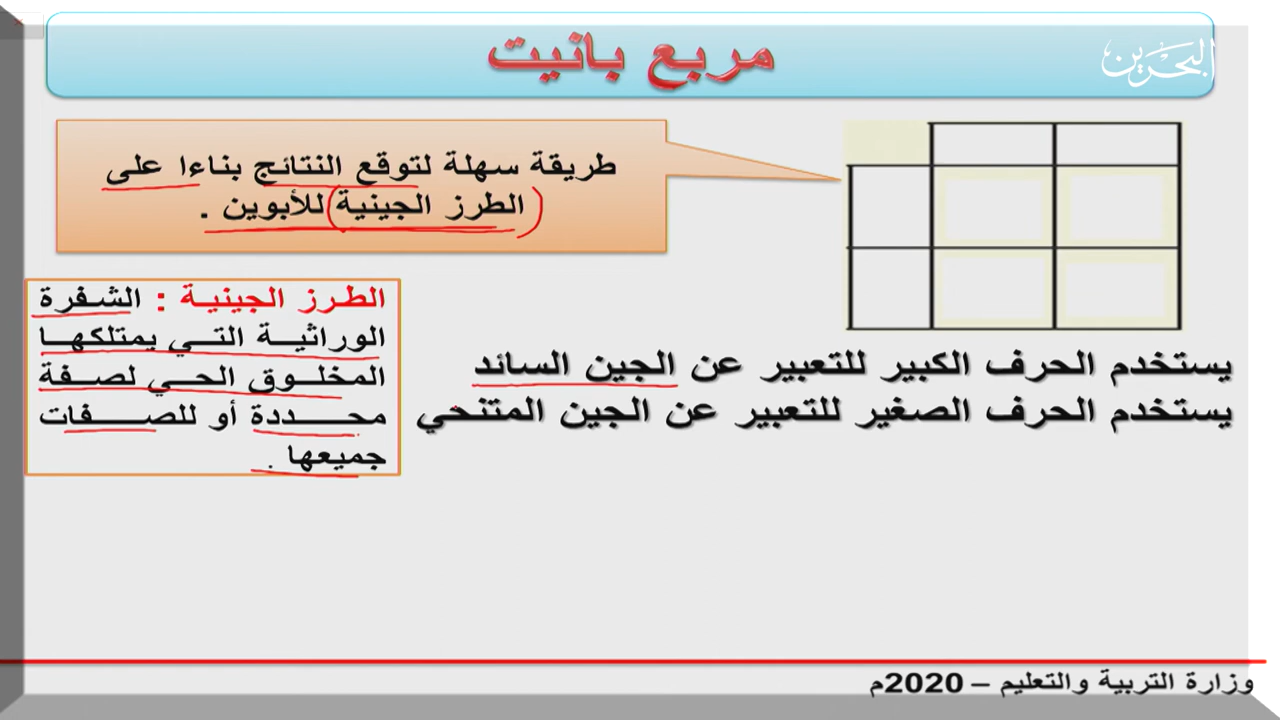 مربع بانيت
البحرين
طريقة سهلة لتوقع النتائج بناءا على
الطرز الجينية للأبوين .
الطرز الجينية : الشفرة
الوراثية التي يمتلكها
المخلوق الحي لصفة
محددة أو للصفات
جميعها .
يستخدم الحرف الكبير للتعبير عن الجين السائد
يستخدم الحرف الصغير للتعبير عن الجين المتنحي
وزارة التربية والتعليم – 2020م